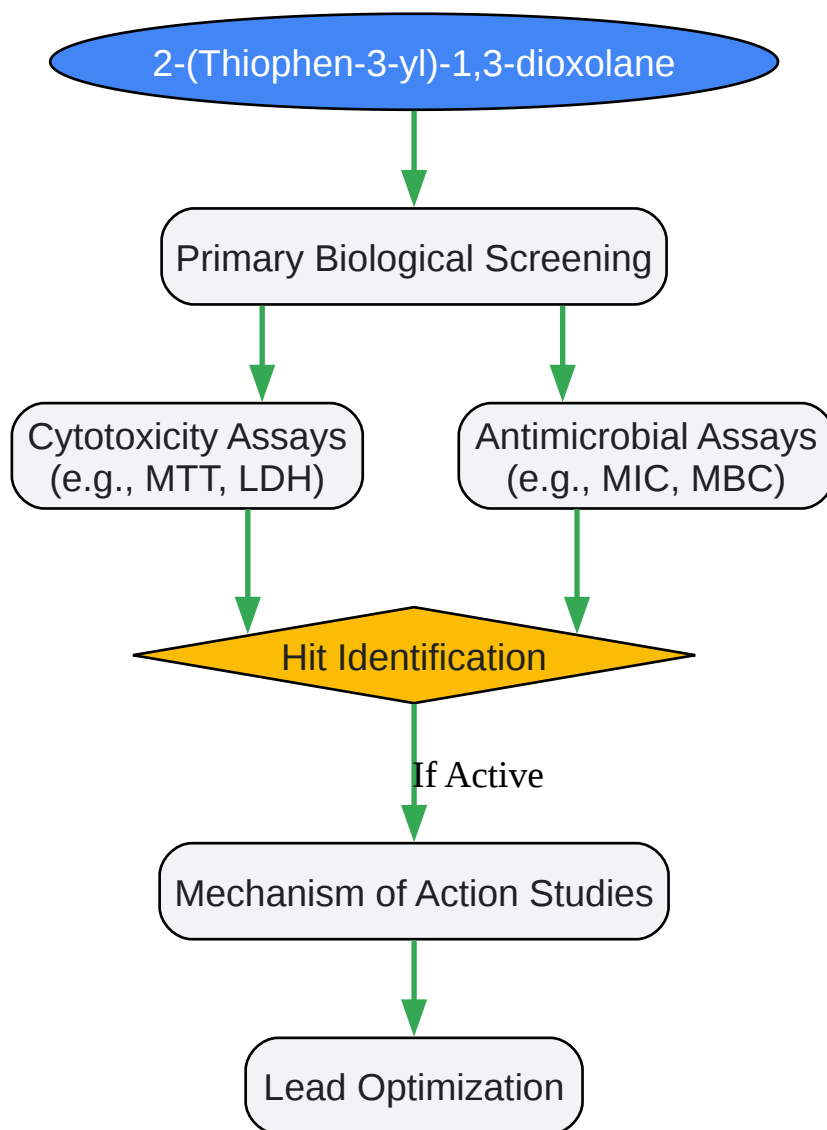 2-(Thiophen-3-yl)-1,3-dioxolane
Primary Biological Screening
Cytotoxicity Assays
(e.g., MTT, LDH)
Antimicrobial Assays
(e.g., MIC, MBC)
Hit Identification
If Active
Mechanism of Action Studies
Lead Optimization